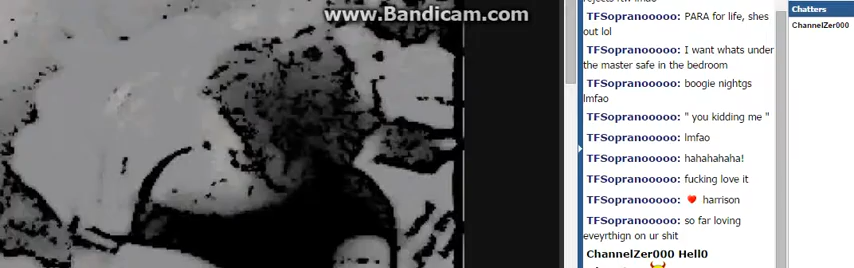 www.Bandicam.com
TFSopranooooo: PARA for life, shes
out lol
TFSopranooooo: I want whats under
the master safe in the bedroom
TFSopranooooo: boogie nightgs
lmfao
TFSopranooooo: " you kidding me "
TFSopranooooo: lmfao
TFSopranooooo: hahahahaha!
TFSopranooooo: fucking love it
TFSopranooooo: ❤ harrison
TFSopranooooo: so far loving
eveyrthign on ur shit
ChannelZer000 Hell0
Chatters
ChannelZer000